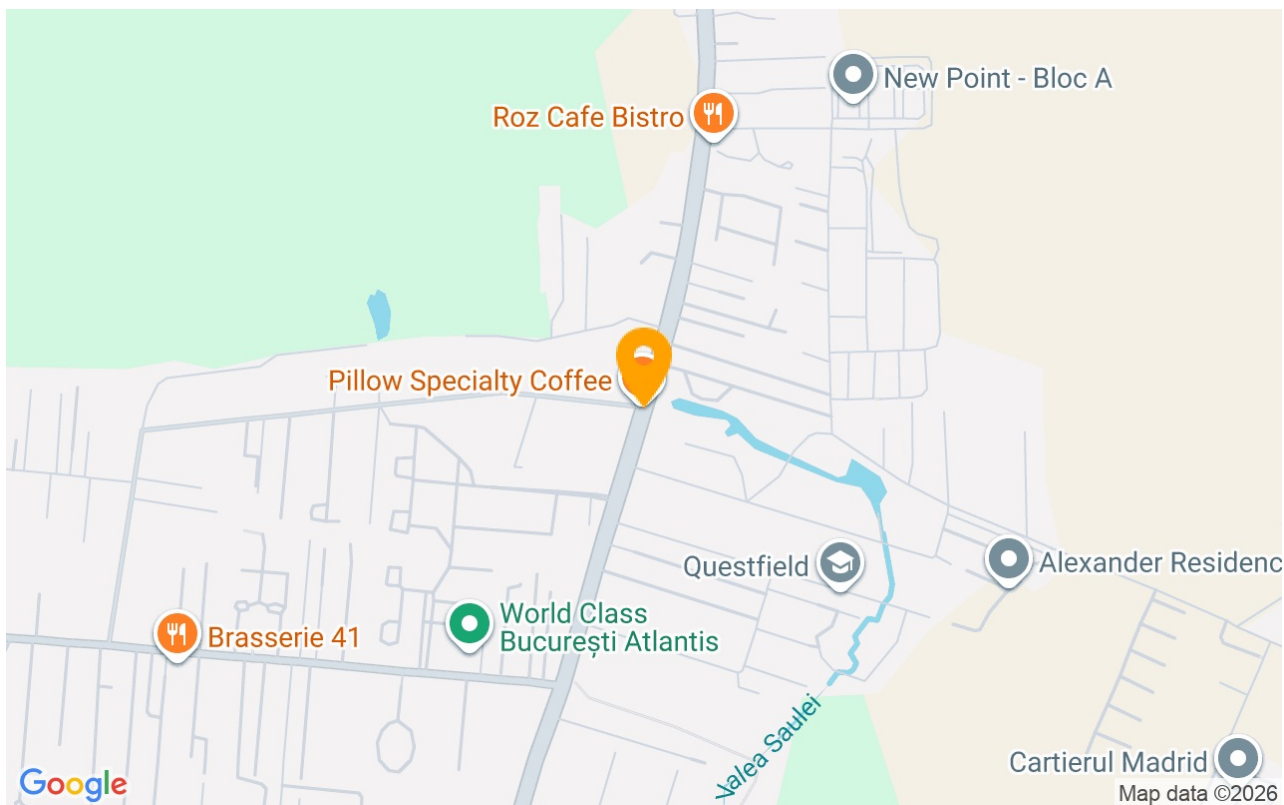 New Point - Bloc A
Roz Cafe Bistro
Pillow Specialty Coffee
Questfield
Alexander Residenc
World Class
București Atlantis
Brasserie 41
Valea Saulei
Cartierul Madrid
Google
Map data ©2026